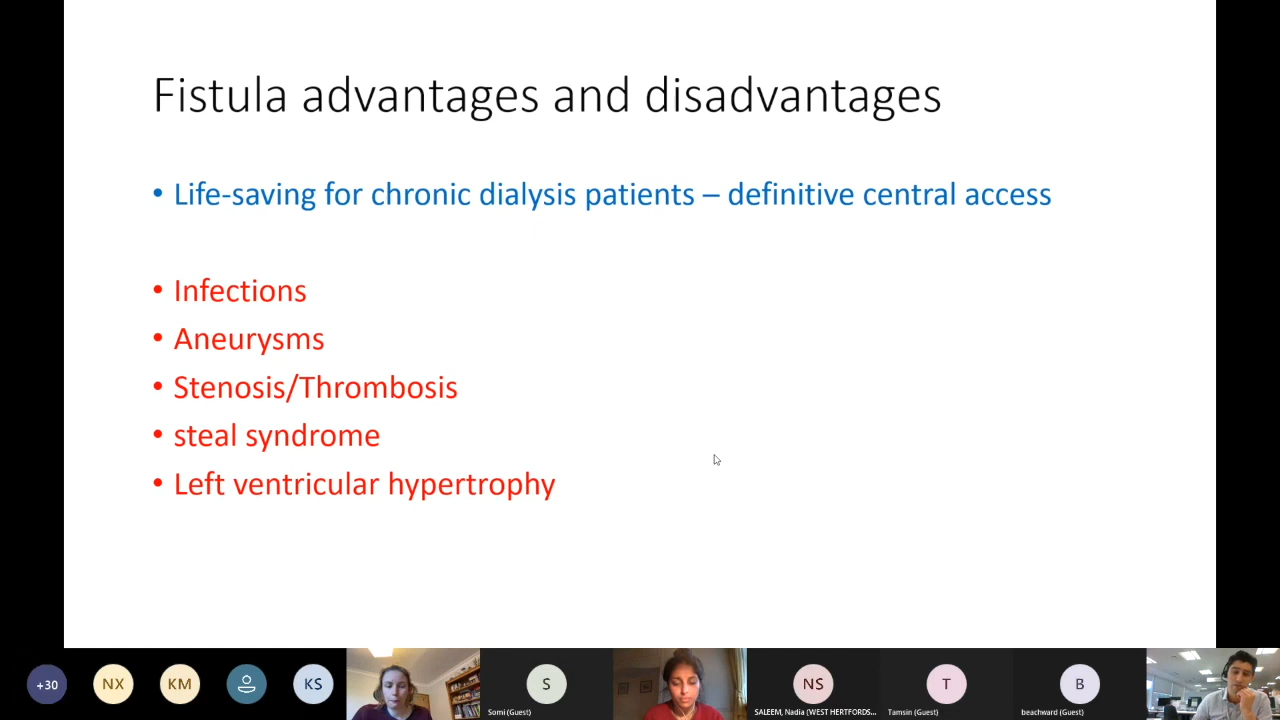 Fistula advantages and disadvantages
• Life-saving for chronic dialysis patients – definitive central access
• Infections
• Aneurysms
• Stenosis/Thrombosis
• steal syndrome
• Left ventricular hypertrophy
+30
NX
KM
KS
S
Somi (Guest)
NS
SALEEM, Nadia (WEST HERTFORDS...
T
Tamsin (Guest)
B
beachward (Guest)